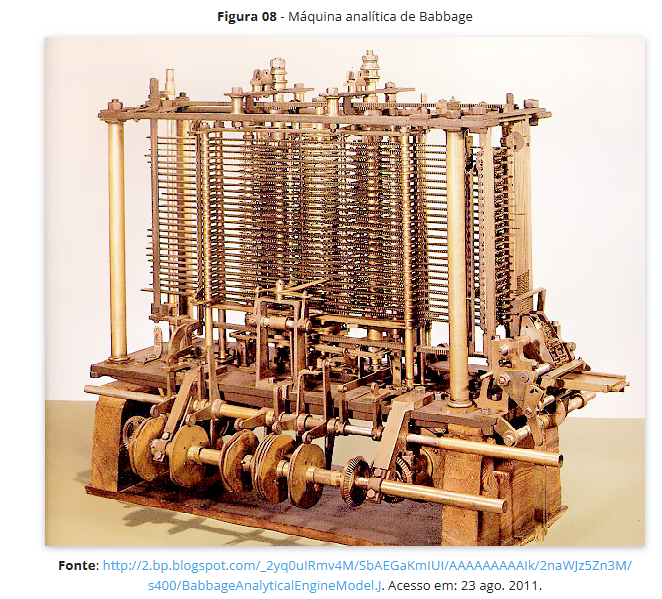 Figura 08 - Máquina analítica de Babbage
Fonte: http://2.bp.blogspot.com/_2yq0uIRmv4M/SbAEGaKmIUI/AAAAAAAAAIk/2naWJz5Zn3M/
s400/BabbageAnalyticalEngineModel.J. Acesso em: 23 ago. 2011.